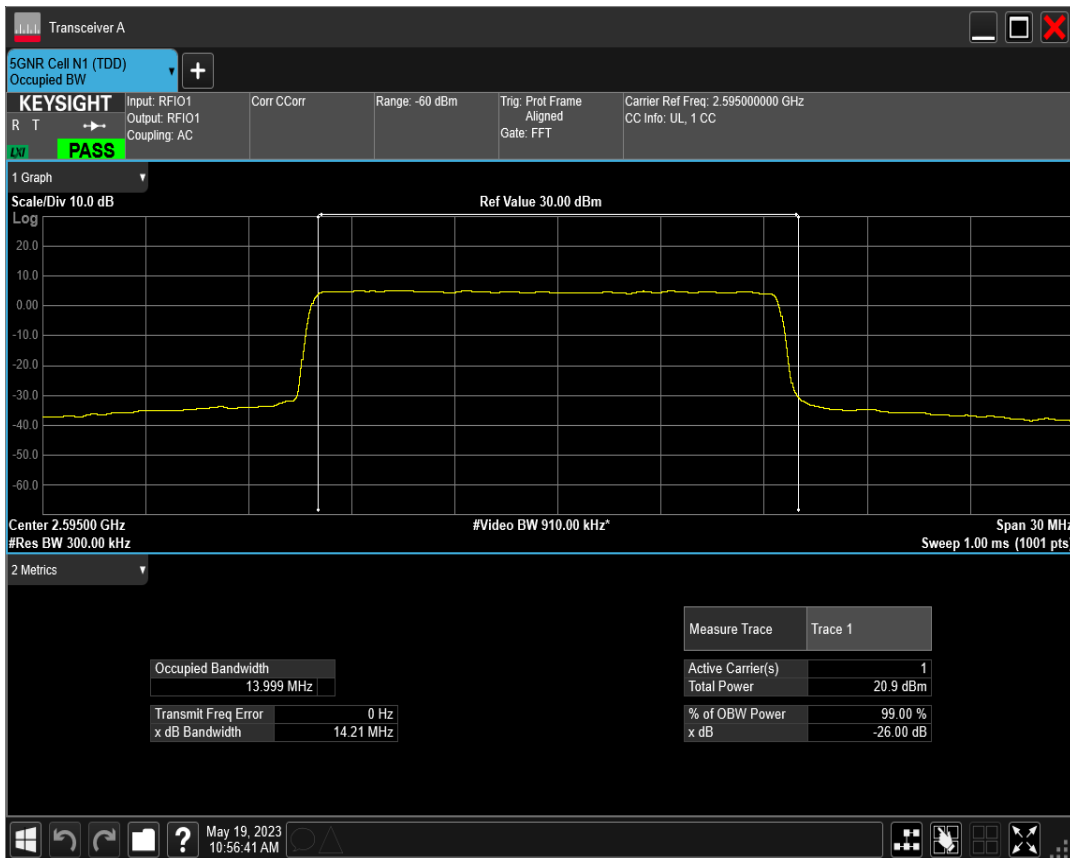 Transceiver A
5GNR Cell N1 (TDD)
Occupied BW
+
KEYSIGHT
R T
LXI
PASS
Input: RFIO1
Output: RFIO1
Coupling: AC
Corr CCorr
Range: -60 dBm
Trig: Prot Frame
Aligned
Gate: FFT
Carrier Ref Freq: 2.595000000 GHz
CC Info: UL, 1 CC
1 Graph
Scale/Div 10.0 dB
Ref Value 30.00 dBm
Log
20.0
10.0
0.00
-10.0
-20.0
-30.0
-40.0
-50.0
-60.0
Center 2.59500 GHz
#Video BW 910.00 kHz*
Span 30 MHz
#Res BW 300.00 kHz
Sweep 1.00 ms (1001 pts)
2 Metrics
Measure Trace Trace 1
Occupied Bandwidth
13.999 MHz
Active Carrier(s) 1
Total Power 20.9 dBm
Transmit Freq Error 0 Hz
x dB Bandwidth 14.21 MHz
% of OBW Power 99.00 %
x dB -26.00 dB
?
May 19, 2023
10:56:41 AM